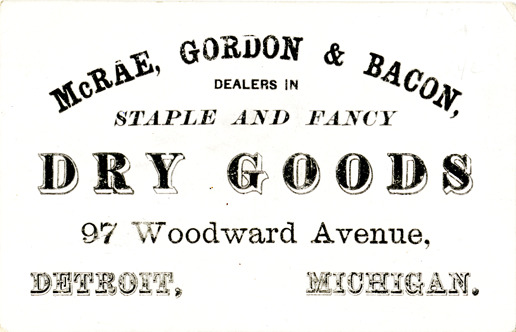 McRAE, GORDON & BACON,
DEALERS IN
STAPLE AND FANCY
DRY GOODS
97 Woodward Avenue,
DETROIT, MICHIGAN.